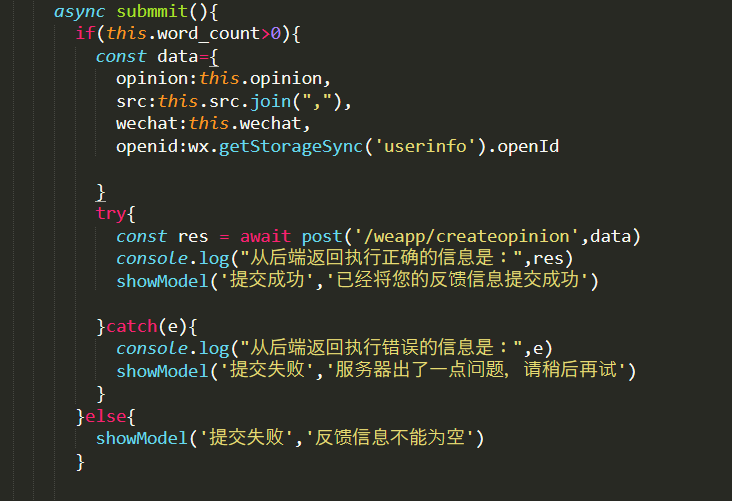 async submmit(){
if(this.word_count>0){
const data={
opinion:this.opinion,
src:this.src.join(","),
wechat:this.wechat,
openid:wx.getStorageSync('userinfo').openId
}
try{
const res = await post('/weapp/createopinion',data)
console.log("从后端返回执行正确的信息是：",res)
showModel('提交成功','已经将您的反馈信息提交成功')
}catch(e){
console.log("从后端返回执行错误的信息是：",e)
showModel('提交失败','服务器出了一点问题，请稍后再试')
}
}else{
showModel('提交失败','反馈信息不能为空')
}